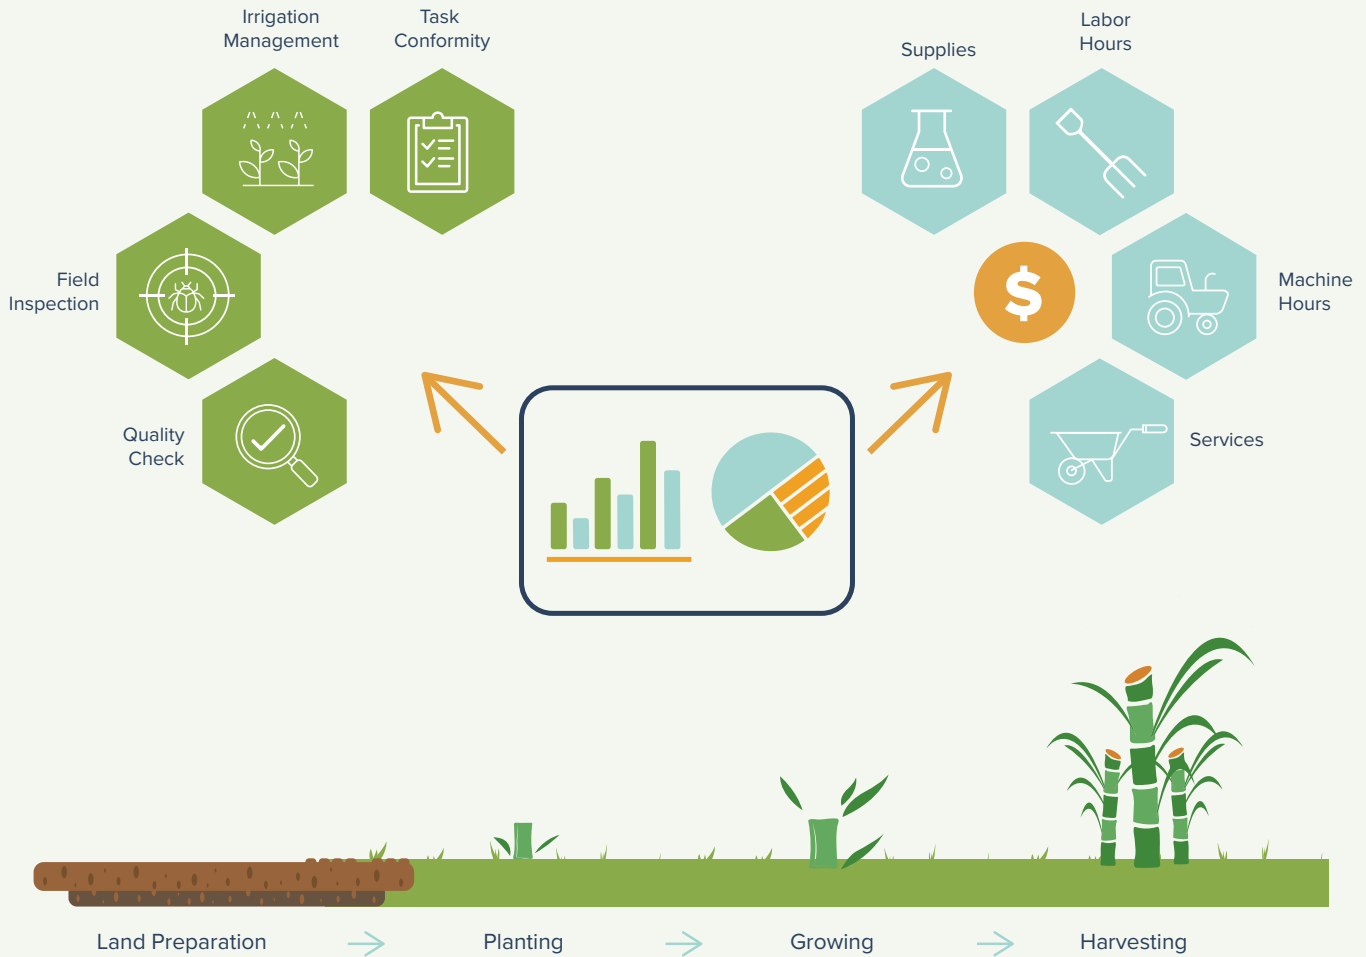 Irrigation
Management
Task
Conformity
Supplies
Labor
Hours
Field
Inspection
$
Machine
Hours
Quality
Check
Services
Land Preparation
Planting
Growing
Harvesting